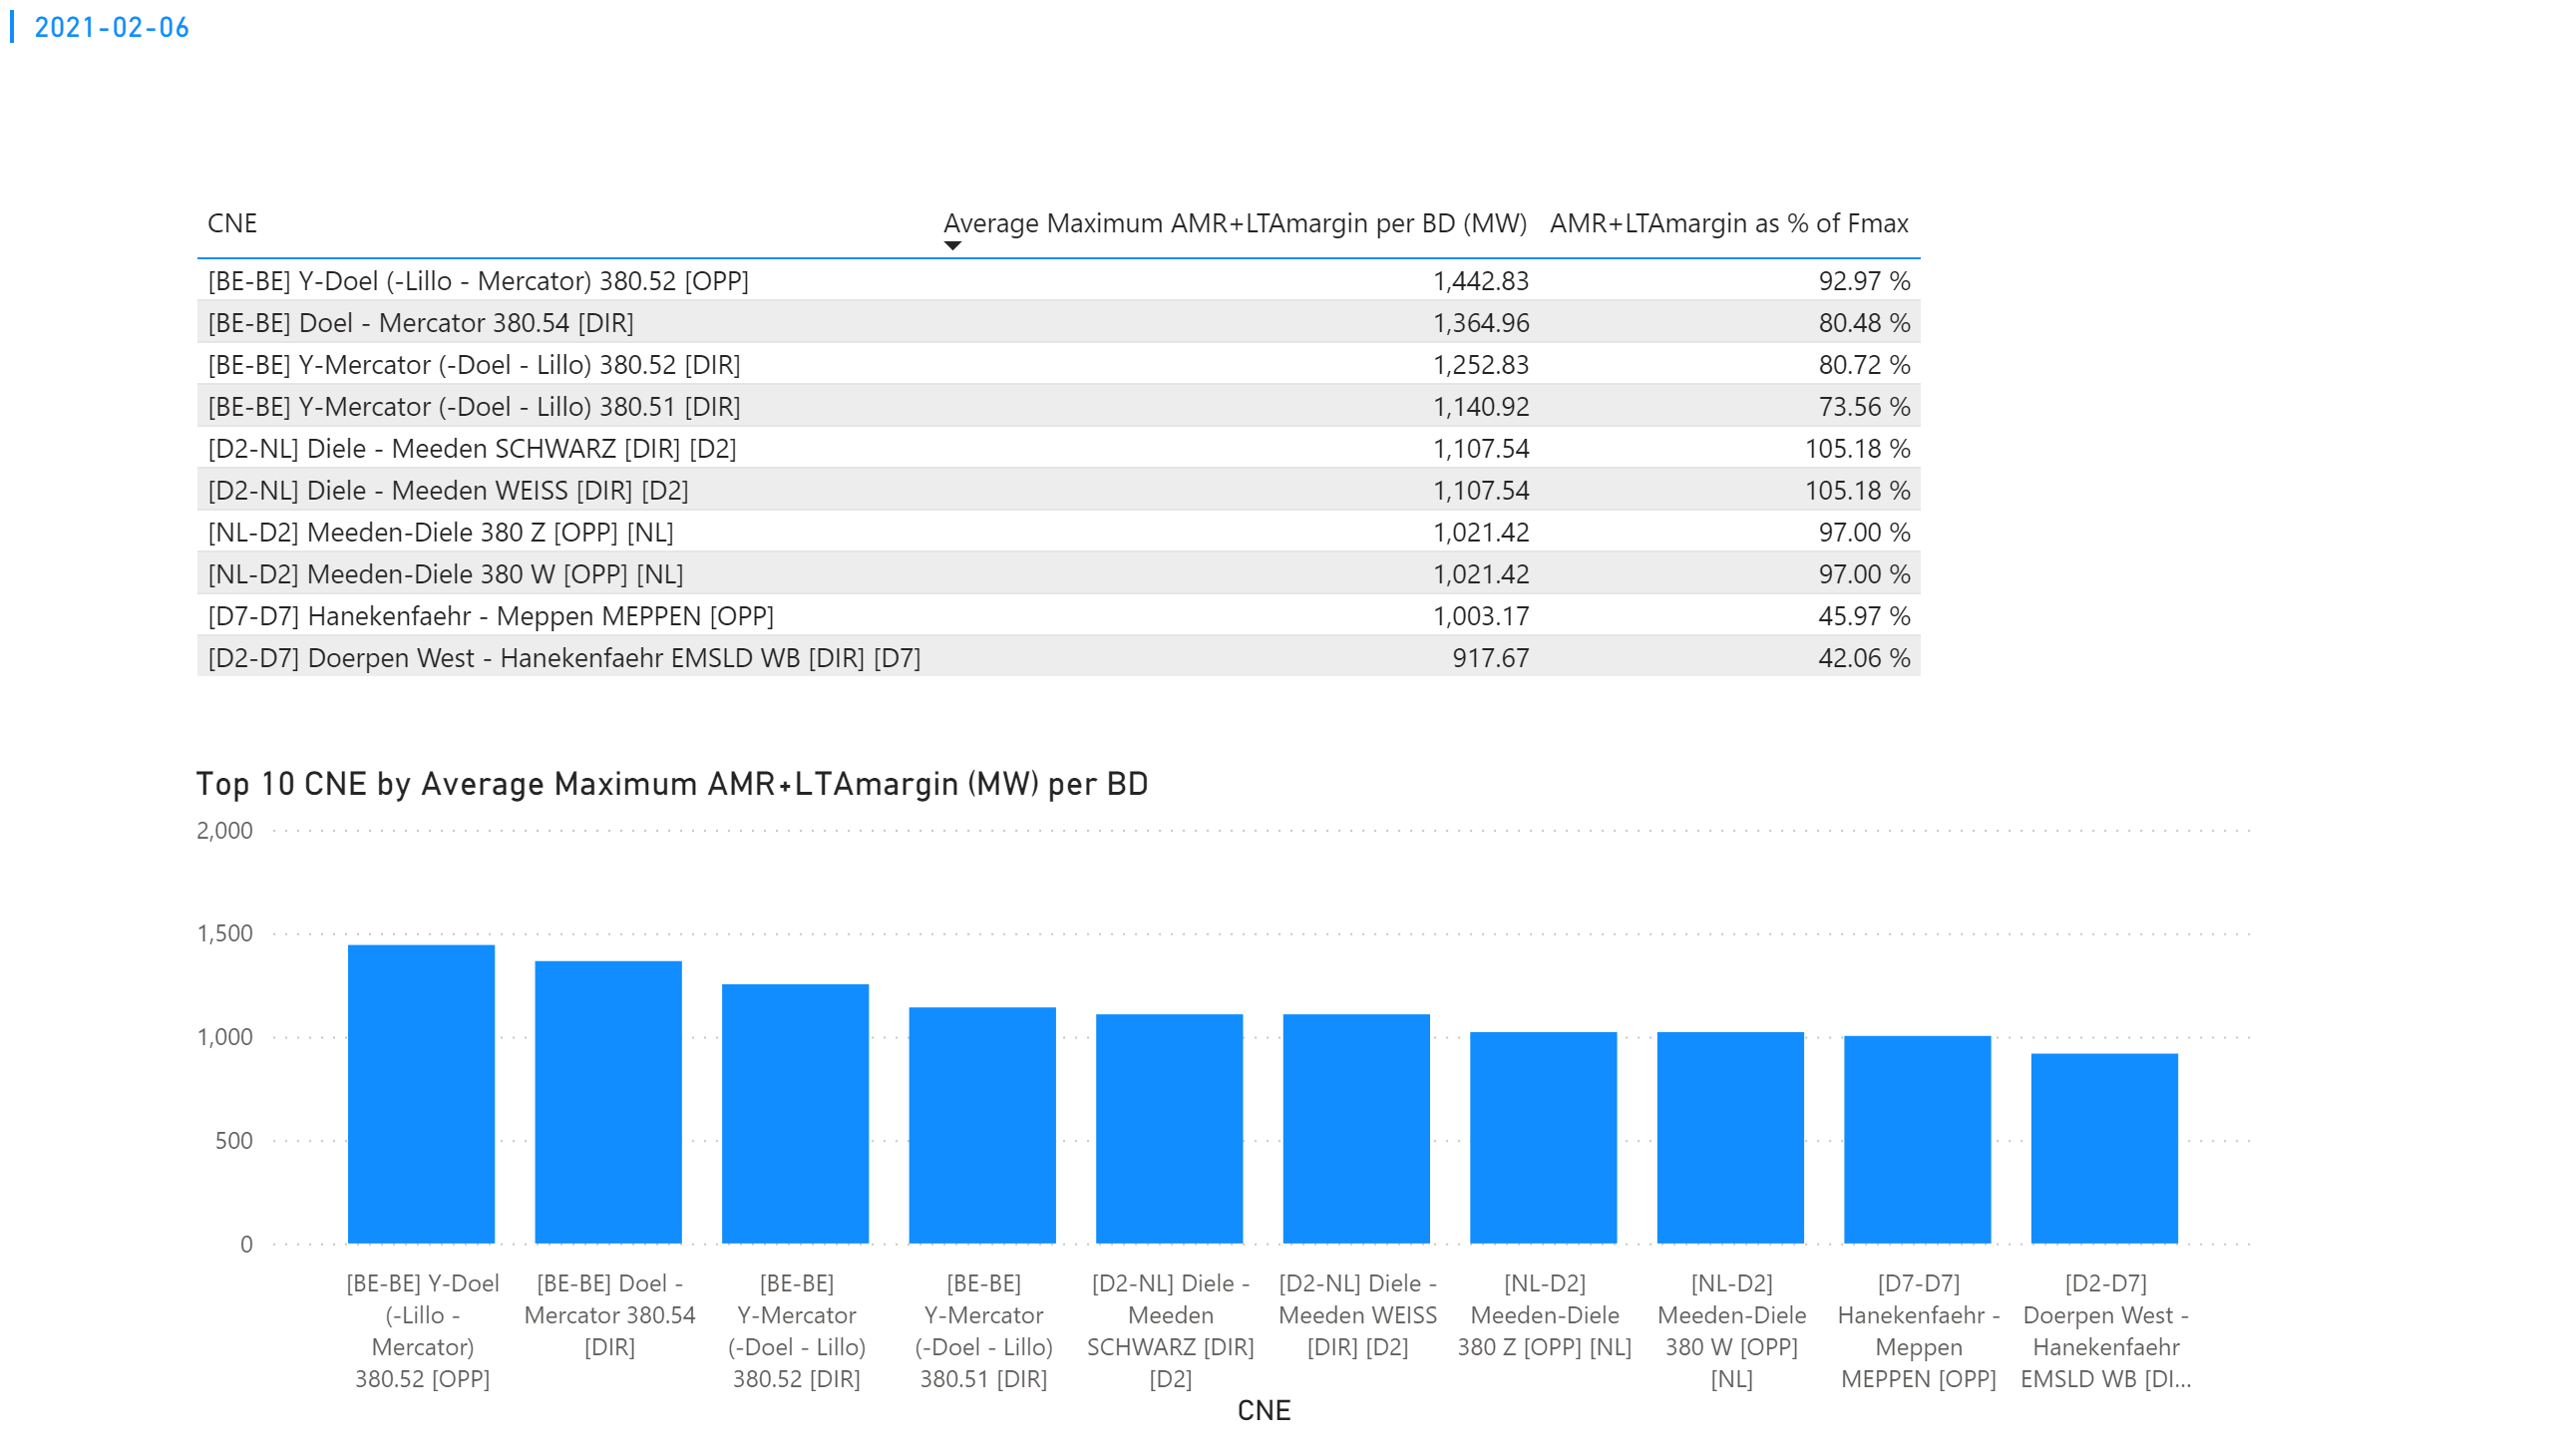 2021-02-06
CNE Average Maximum AMR+LTAmargin per BD (MW) AMR+LTAmargin as % of Fmax
[BE-BE] Y-Doel (-Lillo - Mercator) 380.52 [OPP] 1,442.83 92.97 %
[BE-BE] Doel - Mercator 380.54 [DIR] 1,364.96 80.48 %
[BE-BE] Y-Mercator (-Doel - Lillo) 380.52 [DIR] 1,252.83 80.72 %
[BE-BE] Y-Mercator (-Doel - Lillo) 380.51 [DIR] 1,140.92 73.56 %
[D2-NL] Diele - Meeden SCHWARZ [DIR] [D2] 1,107.54 105.18 %
[D2-NL] Diele - Meeden WEISS [DIR] [D2] 1,107.54 105.18 %
[NL-D2] Meeden-Diele 380 Z [OPP] [NL] 1,021.42 97.00 %
[NL-D2] Meeden-Diele 380 W [OPP] [NL] 1,021.42 97.00 %
[D7-D7] Hanekenfaehr - Meppen MEPPEN [OPP] 1,003.17 45.97 %
[D2-D7] Doerpen West - Hanekenfaehr EMSLD WB [DIR] [D7] 917.67 42.06 %
Top 10 CNE by Average Maximum AMR+LTAmargin (MW) per BD
2,000
1,500
1,000
500
0
[BE-BE] Y-Doel
(-Lillo -
Mercator)
380.52 [OPP]
[BE-BE] Doel -
Mercator 380.54
[DIR]
[BE-BE]
Y-Mercator
(-Doel - Lillo)
380.52 [DIR]
[BE-BE]
Y-Mercator
(-Doel - Lillo)
380.51 [DIR]
[D2-NL] Diele -
Meeden
SCHWARZ [DIR]
[D2]
[D2-NL] Diele -
Meeden WEISS
[DIR] [D2]
[NL-D2]
Meeden-Diele
380 Z [OPP] [NL]
[NL-D2]
Meeden-Diele
380 W [OPP]
[NL]
[D7-D7]
Hanekenfaehr -
Meppen
MEPPEN [OPP]
[D2-D7]
Doerpen West -
Hanekenfaehr
EMSLD WB [DI...
CNE